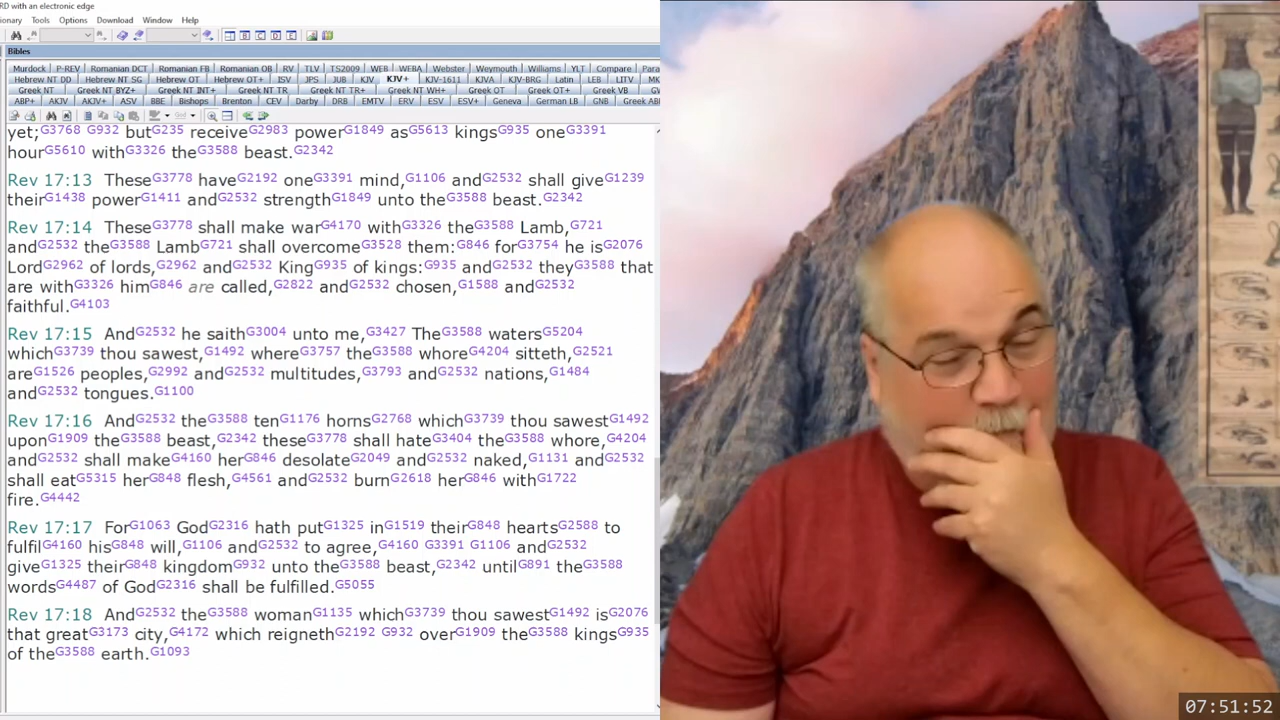 RD with an electronic edge
ionary Tools Options Download Window Help
B C D E
Bibles
Murdock P-REV Romanian DCT Romanian FB Romanian OB RV TLV TS2009 WEB WEBA Webster Weymouth Williams YLT Compare Para
Hebrew NT DD Hebrew NT SG Hebrew OT Hebrew OT+ ISV JPS JUB KJV KJV+ KJV-1611 KJVA KJV-BRG Latin LEB LITV MK
Greek NT Greek NT BYZ+ Greek NT INT+ Greek NT TR Greek NT TR+ Greek NT WH+ Greek OT Greek OT+ Greek VB GV
ABP+ AKJV AKJV+ ASV BBE Bishops Brenton CEV Darby DRB EMTV ERV ESV ESV+ Geneva German LB GNB Greek AB
yet;G3768 G932 butG235 receiveG2983 powerG1849 asG5613 kingsG935 oneG3391
hourG5610 withG3326 theG3588 beast.G2342
Rev 17:13 TheseG3778 haveG2192 oneG3391 mind,G1106 andG2532 shall giveG1239
theirG1438 powerG1411 andG2532 strengthG1849 unto theG3588 beast.G2342
Rev 17:14 TheseG3778 shall make warG4170 withG3326 theG3588 Lamb,G721
andG2532 theG3588 LambG721 shall overcomeG3528 them:G846 forG3754 he isG2076
LordG2962 of lords,G2962 andG2532 KingG935 of kings:G935 andG2532 theyG3588 that
are withG3326 himG846 are called,G2822 andG2532 chosen,G1588 andG2532
faithful.G4103
Rev 17:15 AndG2532 he saithG3004 unto me,G3427 TheG3588 watersG5204
whichG3739 thou sawest,G1492 whereG3757 theG3588 whoreG4204 sitteth,G2521
areG1526 peoples,G2992 andG2532 multitudes,G3793 andG2532 nations,G1484
andG2532 tongues.G1100
Rev 17:16 AndG2532 theG3588 tenG1176 hornsG2768 whichG3739 thou sawestG1492
uponG1909 theG3588 beast,G2342 theseG3778 shall hateG3404 theG3588 whore,G4204
andG2532 shall makeG4160 herG846 desolateG2049 andG2532 naked,G1131 andG2532
shall eatG5315 herG848 flesh,G4561 andG2532 burnG2618 herG846 withG1722
fire.G4442
Rev 17:17 ForG1063 GodG2316 hath putG1325 inG1519 theirG848 heartsG2588 to
fulfilG4160 hisG848 will,G1106 andG2532 to agree,G4160 G3391 G1106 andG2532
giveG1325 theirG848 kingdomG932 unto theG3588 beast,G2342 untilG891 theG3588
wordsG4487 of GodG2316 shall be fulfilled.G5055
Rev 17:18 AndG2532 theG3588 womanG1135 whichG3739 thou sawestG1492 isG2076
that greatG3173 city,G4172 which reignethG2192 G932 overG1909 theG3588 kingsG935
of theG3588 earth.G1093
07:51:52